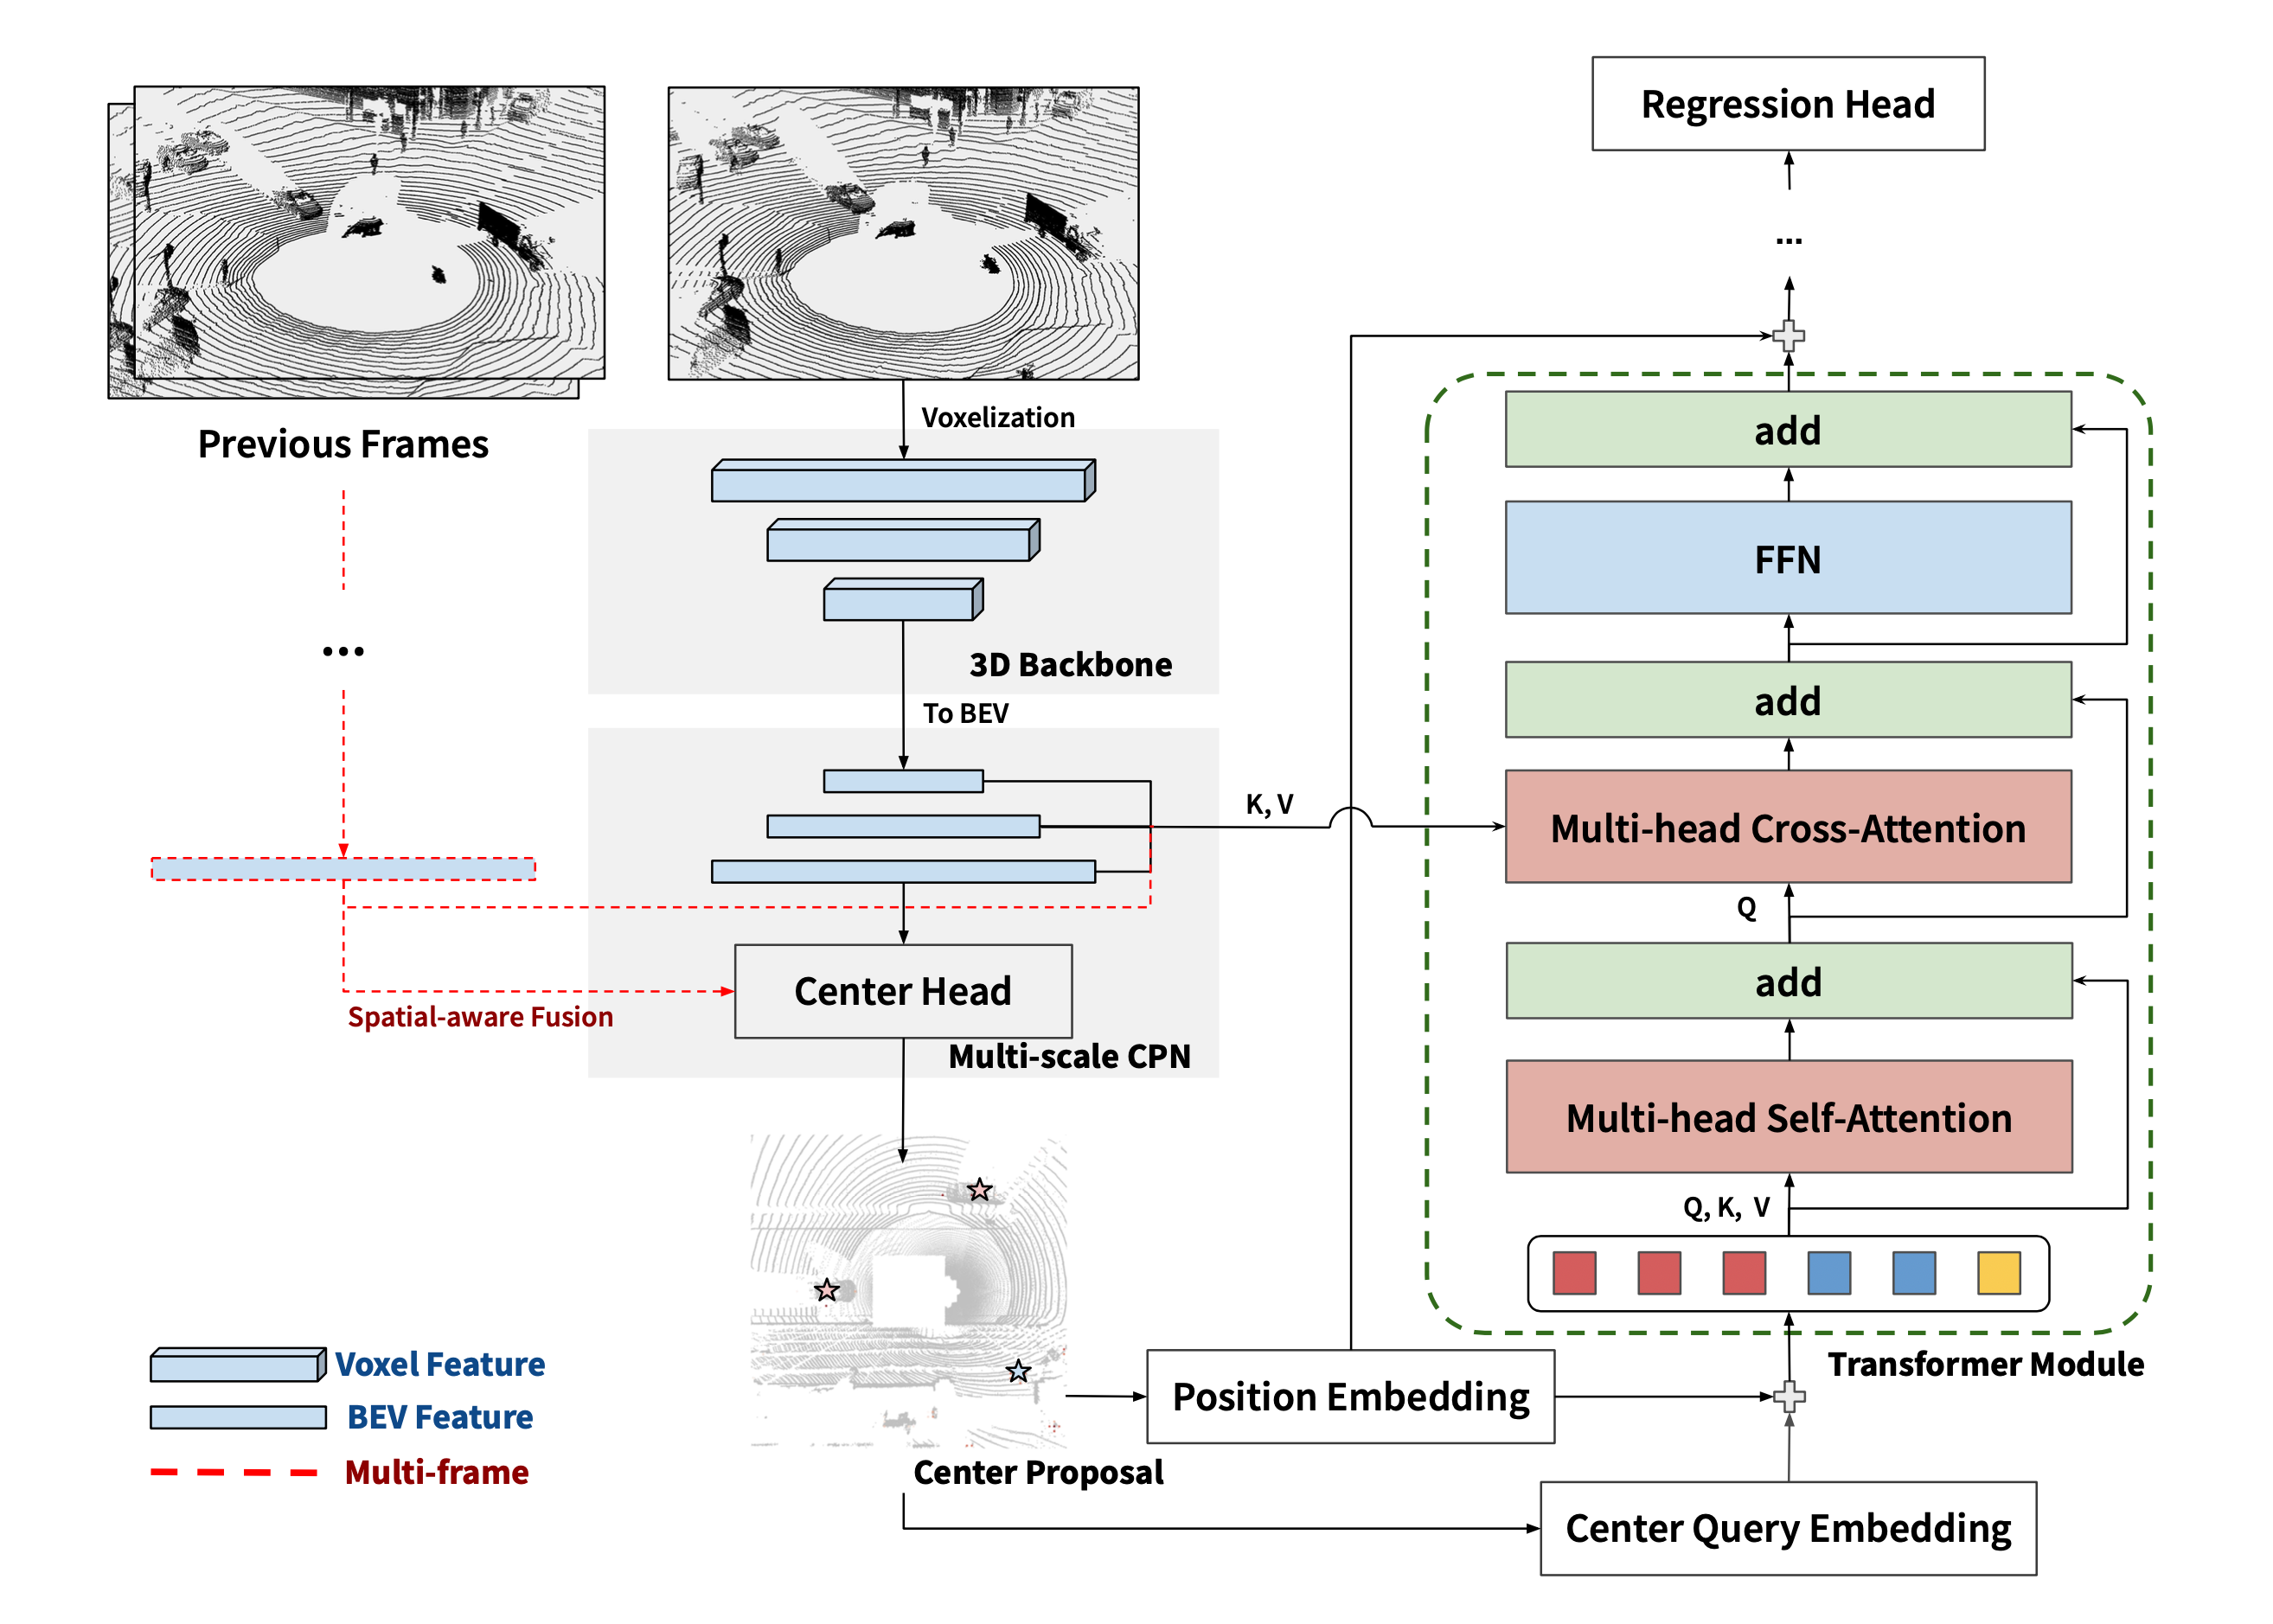 Previous Frames
...
Spatial-aware Fusion
Voxelization
3D Backbone
To BEV
Center Head
Multi-scale CPN
Center Proposal
Voxel Feature
BEV Feature
Multi-frame
K, V
Position Embedding
Center Query Embedding
Regression Head
...
add
FFN
add
Multi-head Cross-Attention
Q
add
Multi-head Self-Attention
Q, K, V
Transformer Module